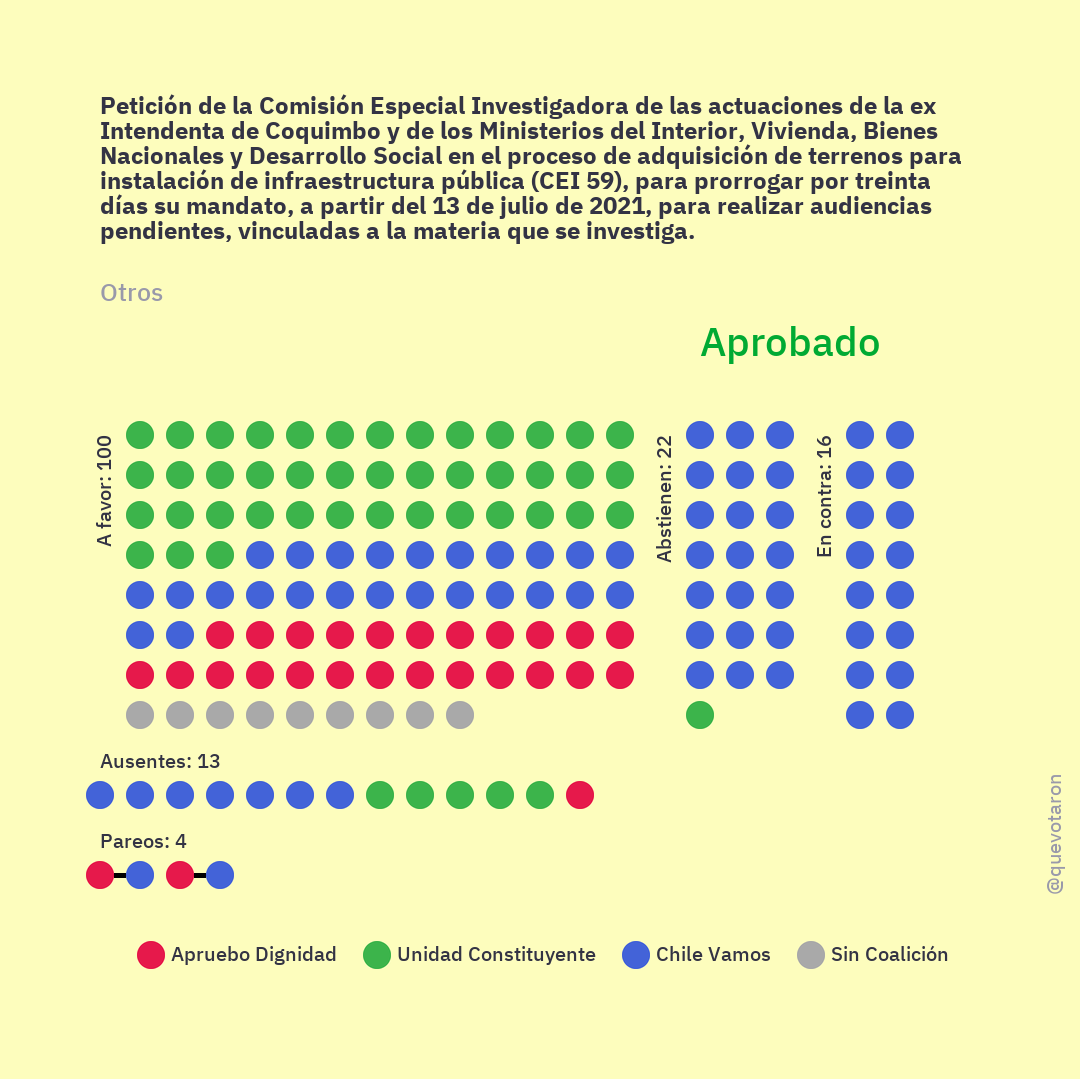 Petición de la Comisión Especial Investigadora de las actuaciones de la ex
Intendenta de Coquimbo y de los Ministerios del Interior, Vivienda, Bienes
Nacionales y Desarrollo Social en el proceso de adquisición de terrenos para
instalación de infraestructura pública (CEI 59), para prorrogar por treinta
días su mandato, a partir del 13 de julio de 2021, para realizar audiencias
pendientes, vinculadas a la materia que se investiga.
Otros
Aprobado
A favor: 100
Abstienen: 22
En contra: 16
Ausentes: 13
Pareos: 4
@quevotaron
Apruebo Dignidad
Unidad Constituyente
Chile Vamos
Sin Coalición